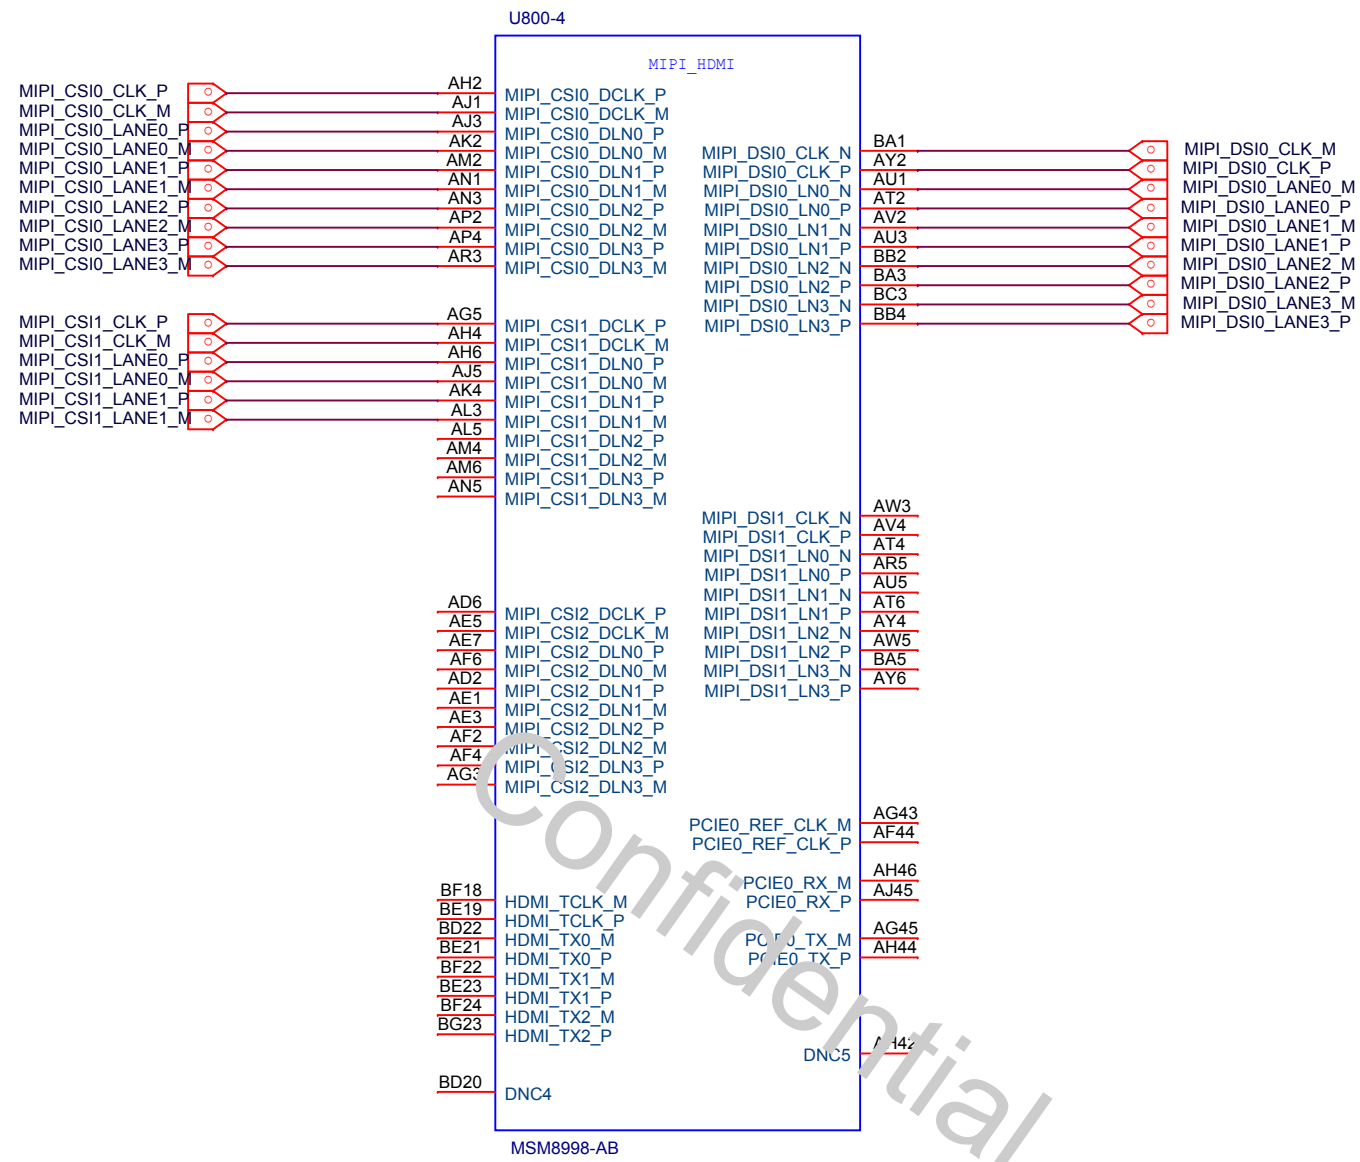 U800-4
MIPI_HDMI
MIPI_CSI0_CLK_P AH2 MIPI_CSI0_DCLK_P
MIPI_CSI0_CLK_M AJ1 MIPI_CSI0_DCLK_M
MIPI_CSI0_LANE0_P AJ3 MIPI_CSI0_DLN0_P
MIPI_CSI0_LANE0_M AK2 MIPI_CSI0_DLN0_M
MIPI_CSI0_LANE1_P AM2 MIPI_CSI0_DLN1_P
MIPI_CSI0_LANE1_M AN1 MIPI_CSI0_DLN1_M
MIPI_CSI0_LANE2_P AN3 MIPI_CSI0_DLN2_P
MIPI_CSI0_LANE2_M AP2 MIPI_CSI0_DLN2_M
MIPI_CSI0_LANE3_P AP4 MIPI_CSI0_DLN3_P
MIPI_CSI0_LANE3_M AR3 MIPI_CSI0_DLN3_M
MIPI_CSI1_CLK_P AG5 MIPI_CSI1_DCLK_P
MIPI_CSI1_CLK_M AH4 MIPI_CSI1_DCLK_M
MIPI_CSI1_LANE0_P AH6 MIPI_CSI1_DLN0_P
MIPI_CSI1_LANE0_M AJ5 MIPI_CSI1_DLN0_M
MIPI_CSI1_LANE1_P AK4 MIPI_CSI1_DLN1_P
MIPI_CSI1_LANE1_M AL3 MIPI_CSI1_DLN1_M
AL5 MIPI_CSI1_DLN2_P
AM4 MIPI_CSI1_DLN2_M
AM6 MIPI_CSI1_DLN3_P
AN5 MIPI_CSI1_DLN3_M
AD6 MIPI_CSI2_DCLK_P
AE5 MIPI_CSI2_DCLK_M
AE7 MIPI_CSI2_DLN0_P
AF6 MIPI_CSI2_DLN0_M
AD2 MIPI_CSI2_DLN1_P
AE1 MIPI_CSI2_DLN1_M
AE3 MIPI_CSI2_DLN2_P
AF2 MIPI_CSI2_DLN2_M
AF4 MIPI_CSI2_DLN3_P
AG3 MIPI_CSI2_DLN3_M
BF18 HDMI_TCLK_M
BE19 HDMI_TCLK_P
BD22 HDMI_TX0_M
BE21 HDMI_TX0_P
BF22 HDMI_TX1_M
BE23 HDMI_TX1_P
BF24 HDMI_TX2_M
BG23 HDMI_TX2_P
BD20 DNC4
MIPI_DSI0_CLK_N BA1 MIPI_DSI0_CLK_M
MIPI_DSI0_CLK_P AY2 MIPI_DSI0_CLK_P
MIPI_DSI0_LN0_N AU1 MIPI_DSI0_LANE0_M
MIPI_DSI0_LN0_P AT2 MIPI_DSI0_LANE0_P
MIPI_DSI0_LN1_N AV2 MIPI_DSI0_LANE1_M
MIPI_DSI0_LN1_P AU3 MIPI_DSI0_LANE1_P
MIPI_DSI0_LN2_N BB2 MIPI_DSI0_LANE2_M
MIPI_DSI0_LN2_P BA3 MIPI_DSI0_LANE2_P
MIPI_DSI0_LN3_N BC3 MIPI_DSI0_LANE3_M
MIPI_DSI0_LN3_P BB4 MIPI_DSI0_LANE3_P
MIPI_DSI1_CLK_N AW3
MIPI_DSI1_CLK_P AV4
MIPI_DSI1_LN0_N AT4
MIPI_DSI1_LN0_P AR5
MIPI_DSI1_LN1_N AU5
MIPI_DSI1_LN1_P AT6
MIPI_DSI1_LN2_N AY4
MIPI_DSI1_LN2_P AW5
MIPI_DSI1_LN3_N BA5
MIPI_DSI1_LN3_P AY6
PCIE0_REF_CLK_M AG43
PCIE0_REF_CLK_P AF44
PCIE0_RX_M AH46
PCIE0_RX_P AJ45
PCIE0_TX_M AG45
PCIE0_TX_P AH44
DNC5 AH42
Confidential
MSM8998-AB